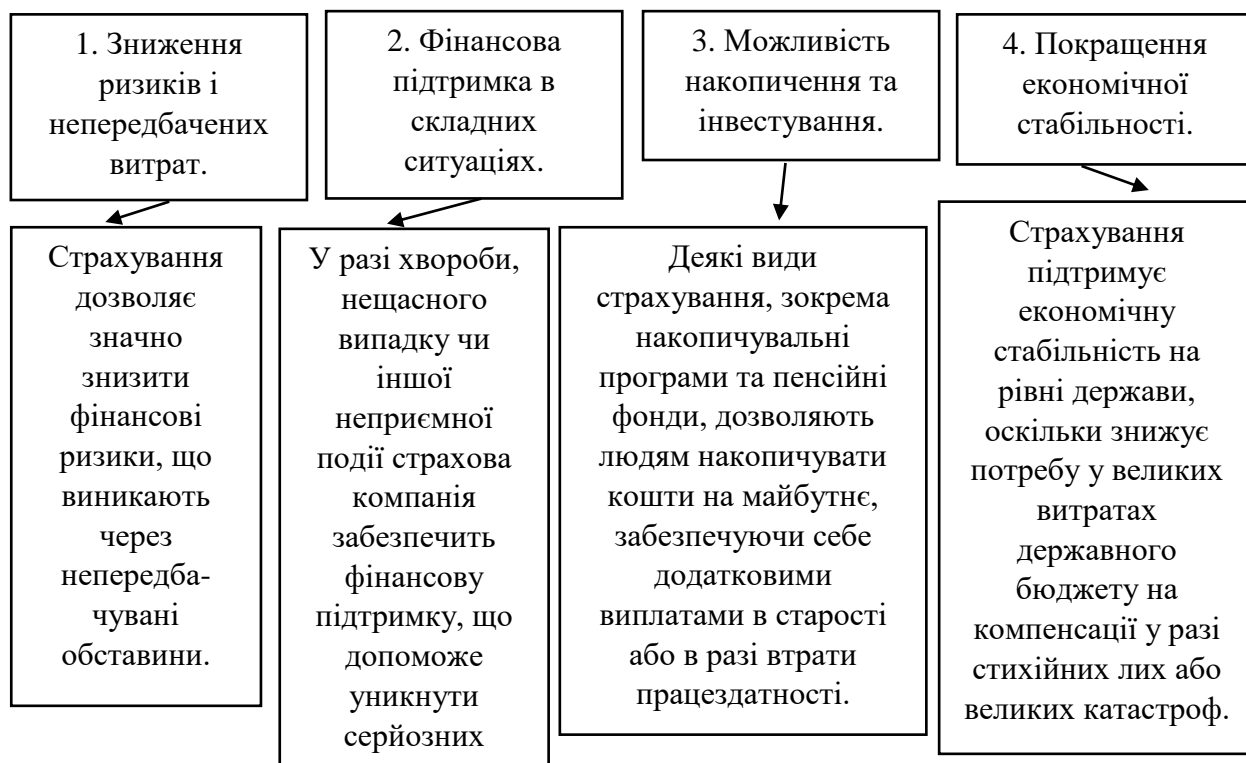 1. Зниження
ризиків і
непередбачених
витрат.
2. Фінансова
підтримка в
складних
ситуаціях.
3. Можливість
накопичення та
інвестування.
4. Покращення
економічної
стабільності.
Страхування
дозволяє
значно
знизити
фінансові
ризики, що
виникають
через
непередба-
чувані
обставини.
У разі хвороби,
нещасного
випадку чи
іншої
неприємної
події страхова
компанія
забезпечить
фінансову
підтримку, що
допоможе
уникнути
серйозних
Деякі види
страхування, зокрема
накопичувальні
програми та пенсійні
фонди, дозволяють
людям накопичувати
кошти на майбутнє,
забезпечуючи себе
додатковими
виплатами в старості
або в разі втрати
працездатності.
Страхування
підтримує
економічну
стабільність на
рівні держави,
оскільки знижує
потребу у великих
витратах
державного
бюджету на
компенсації у разі
стихійних лих або
великих катастроф.